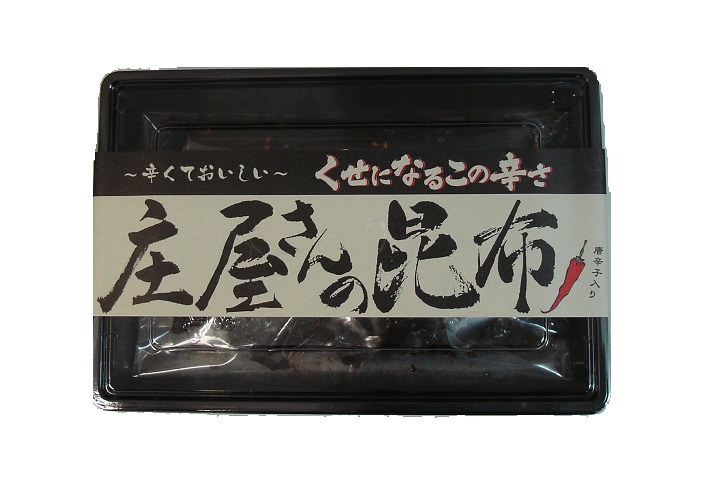 ～辛くておいしい～
くせになるこの辛さ
庄屋さんの昆布
唐辛子入り